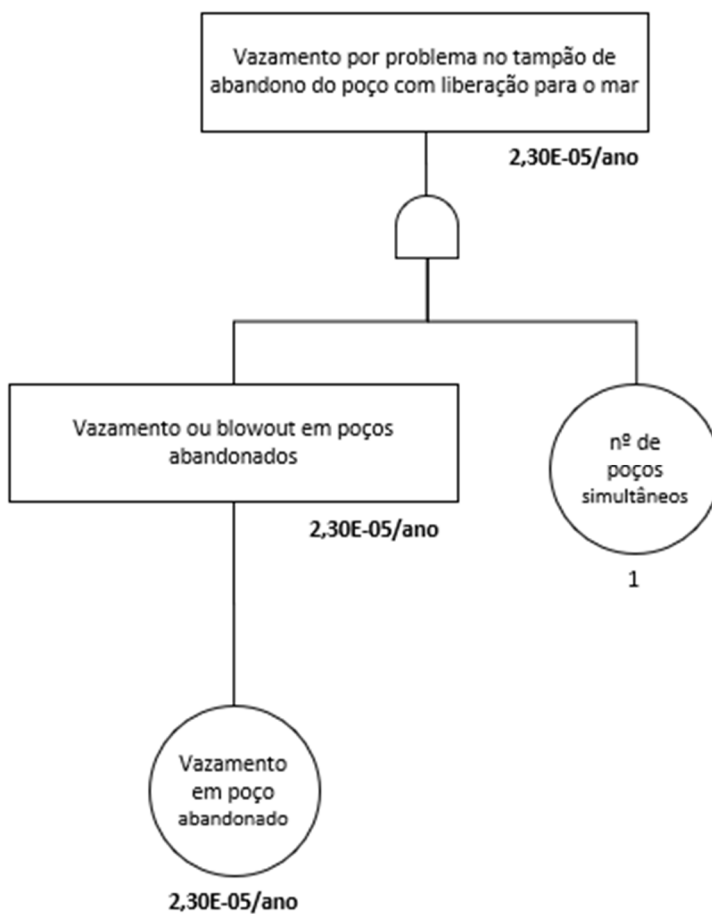 Vazamento por problema no tampão de
abandono do poço com liberação para o mar
2,30E-05/ano
Vazamento ou blowout em poços
abandonados
2,30E-05/ano
nº de
poços
simultâneos
1
Vazamento
em poço
abandonado
2,30E-05/ano